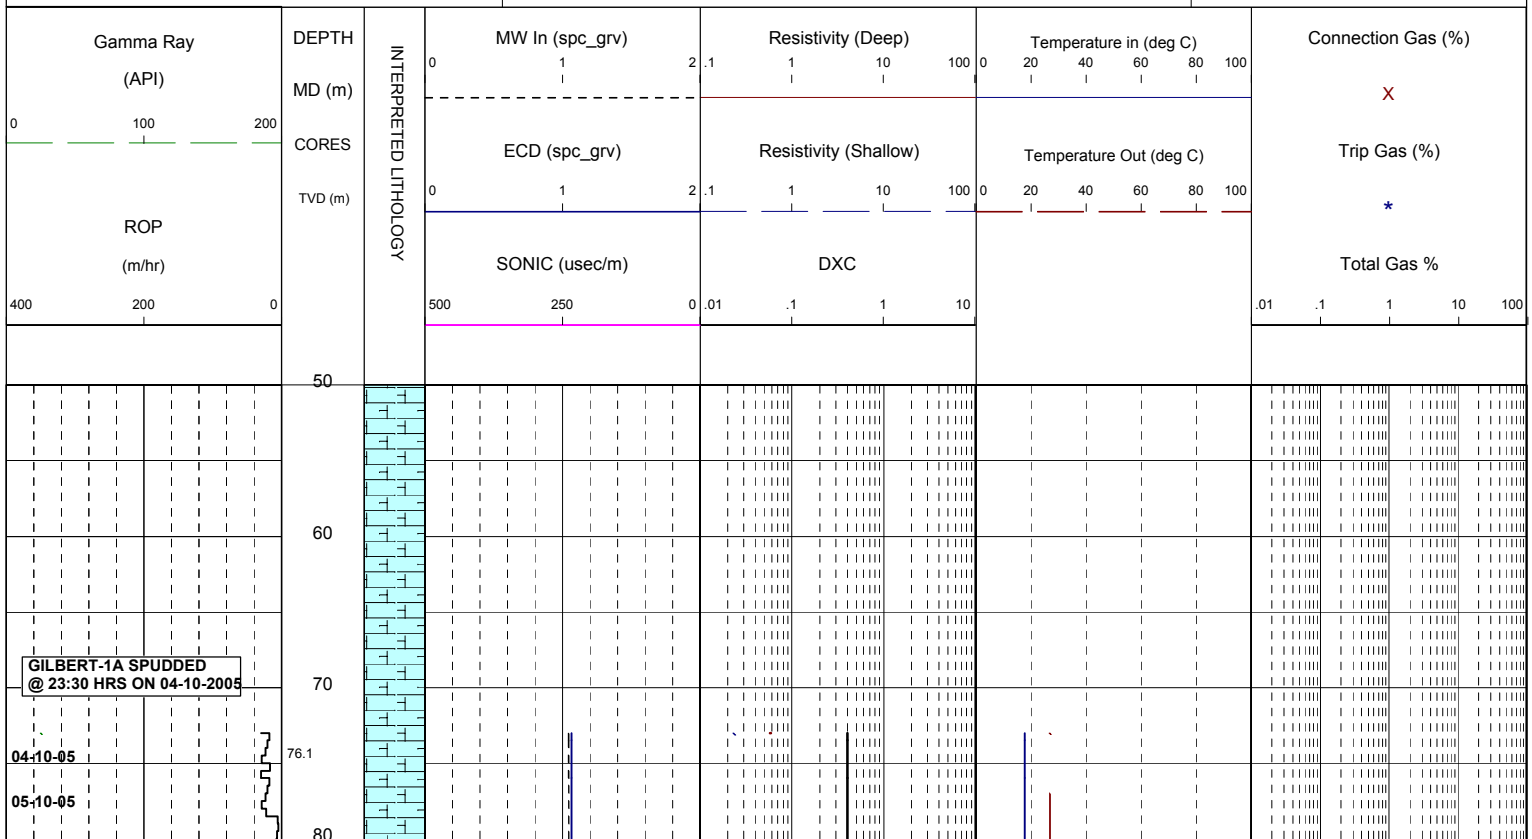 Gamma Ray
(API)
0 100 200
ROP
(m/hr)
400 200 0
DEPTH
MD (m)
CORES
TVD (m)
INTERPRETED LITHOLOGY
MW In (spc_grv)
0 1 2
ECD (spc_grv)
0 1 2
SONIC (usec/m)
500 250 0
Resistivity (Deep)
.1 1 10 100
Resistivity (Shallow)
.1 1 10 100
DXC
.01 .1 1 10
Temperature in (deg C)
0 20 40 60 80 100
Temperature Out (deg C)
0 20 40 60 80 100
Connection Gas (%)
X
Trip Gas (%)
*
Total Gas %
.01 .1 1 10 100
50
60
GILBERT-1A SPUDDED
@ 23:30 HRS ON 04-10-2005
70
04-10-05
76.1
05-10-05
80